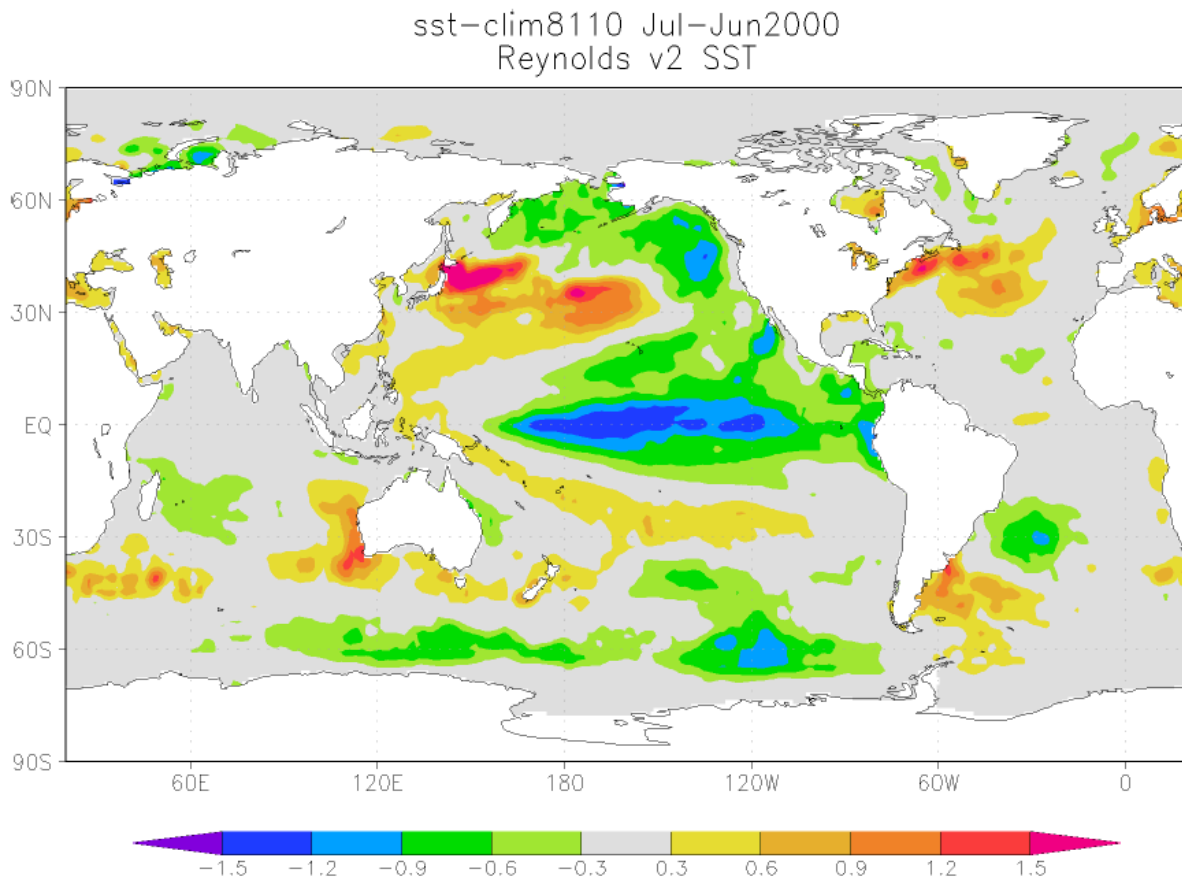 sst-clim8110 Jul-Jun2000
Reynolds v2 SST
90N
60N
30N
EQ
30S
60S
90S
60E 120E 180 120W 60W 0
-1.5 -1.2 -0.9 -0.6 -0.3 0.3 0.6 0.9 1.2 1.5